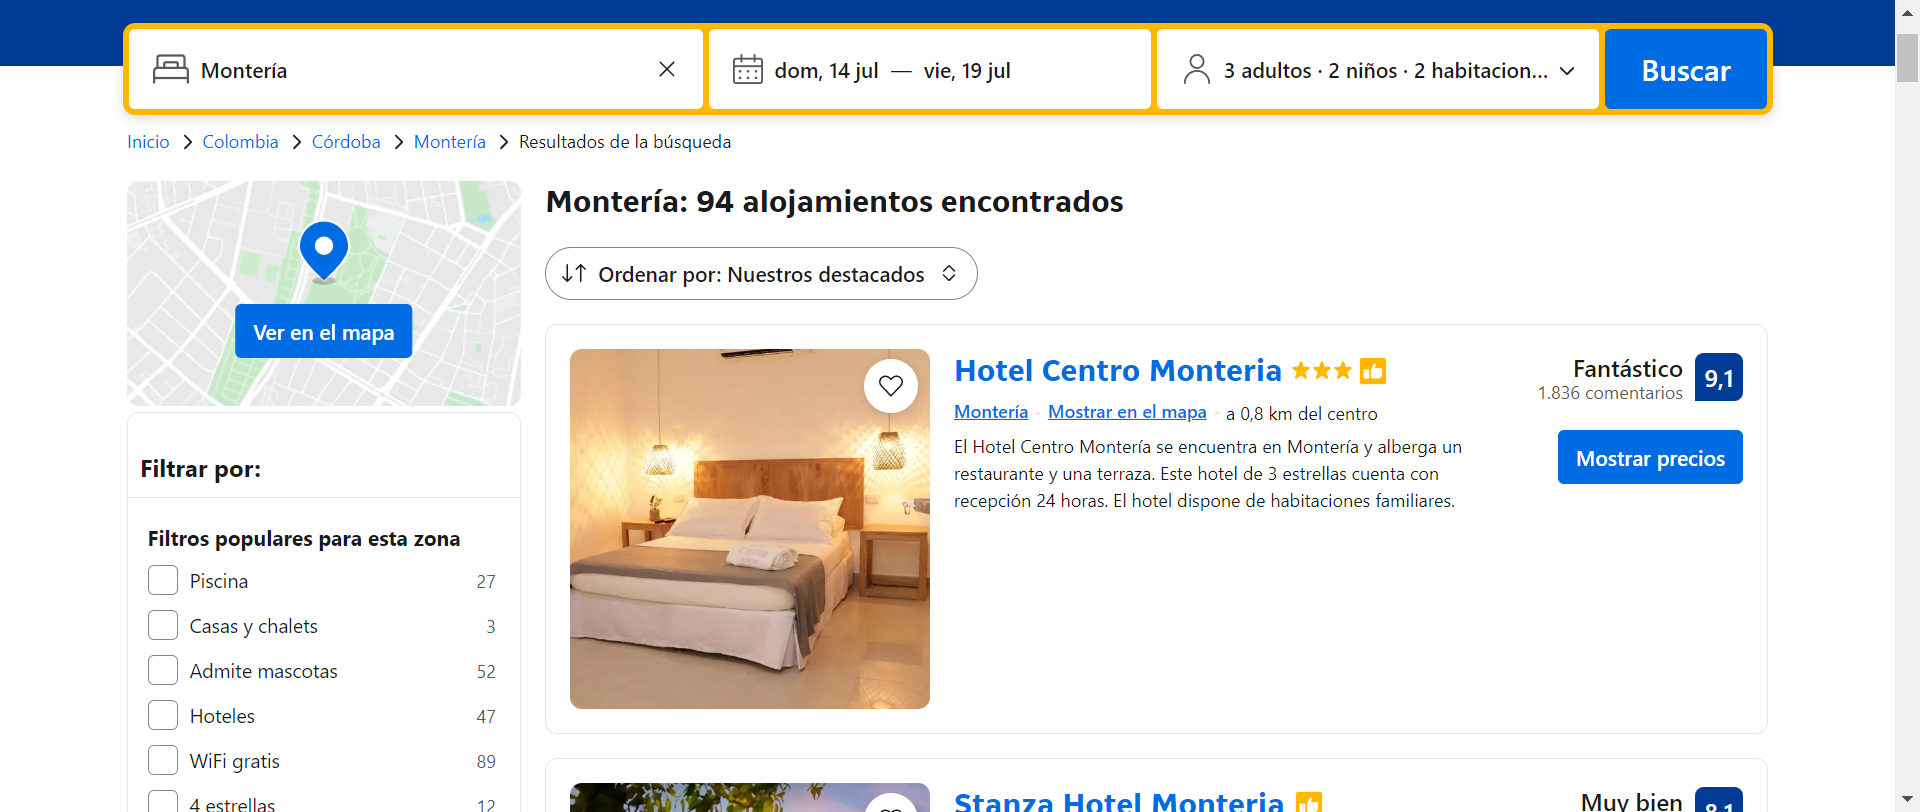 Montería
dom, 14 jul — vie, 19 jul
3 adultos · 2 niños · 2 habitacion...
Buscar
Inicio > Colombia > Córdoba > Montería > Resultados de la búsqueda
Ver en el mapa
Filtrar por:
Filtros populares para esta zona
Piscina 27
Casas y chalets 3
Admite mascotas 52
Hoteles 47
WiFi gratis 89
4 estrellas 12
Montería: 94 alojamientos encontrados
Ordenar por: Nuestros destacados
Hotel Centro Monteria
Montería · Mostrar en el mapa · a 0,8 km del centro
El Hotel Centro Montería se encuentra en Montería y alberga un
restaurante y una terraza. Este hotel de 3 estrellas cuenta con
recepción 24 horas. El hotel dispone de habitaciones familiares.
Fantástico
1.836 comentarios
9,1
Mostrar precios
Stanza Hotel Monteria
Muy bien
8,1